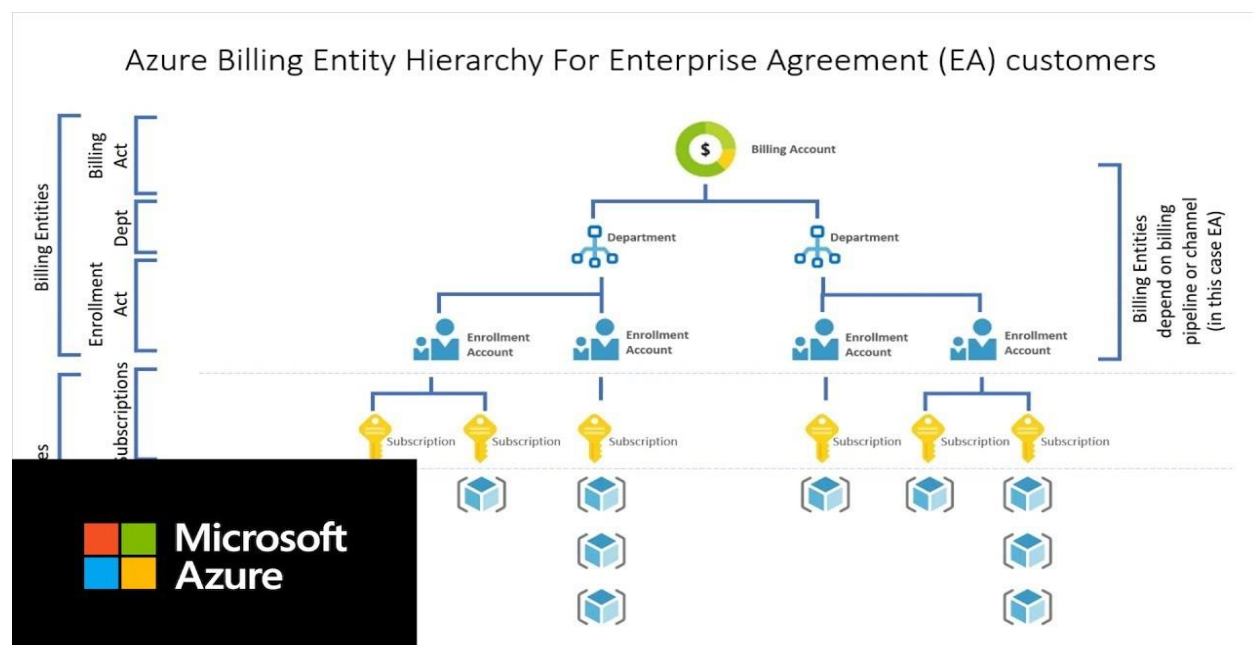 Azure Billing Entity Hierarchy For Enterprise Agreement (EA) customers
Billing Entities
Billing
Act
Dept
Enrollment
Act
Subscriptions
$
Billing Account
Department
Department
Enrollment
Account
Enrollment
Account
Enrollment
Account
Enrollment
Account
Subscription
Subscription
Subscription
Subscription
Subscription
Subscription
Billing Entities
depend on billing
pipeline or channel
(in this case EA)
Microsoft
Azure